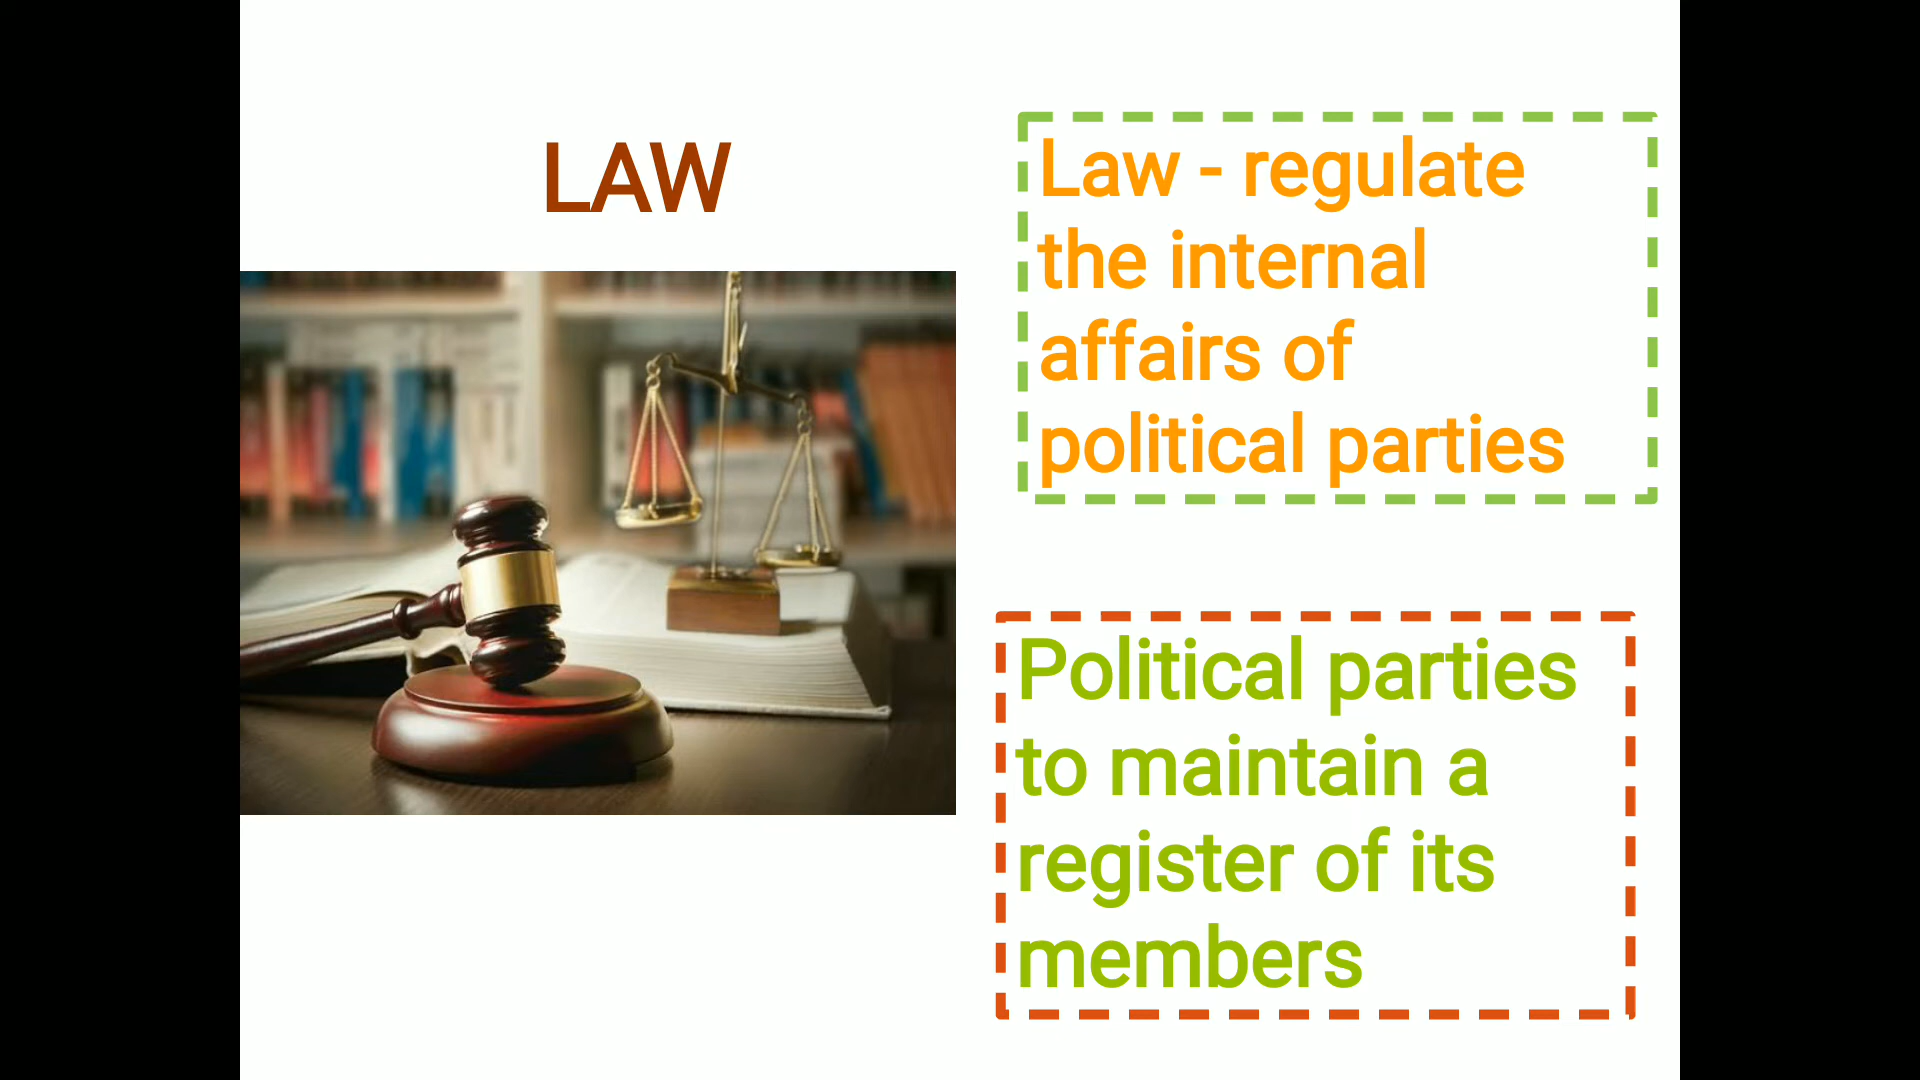 LAW
Law - regulate
the internal
affairs of
political parties
Political parties
to maintain a
register of its
members